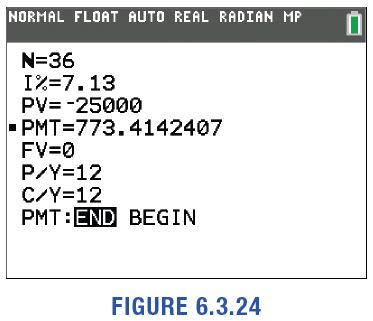 NORMAL FLOAT AUTO REAL RADIAN MP
N=36
I%=7.13
PV=-25000
PMT=773.4142407
FV=0
P/Y=12
C/Y=12
PMT:END BEGIN
FIGURE 6.3.24